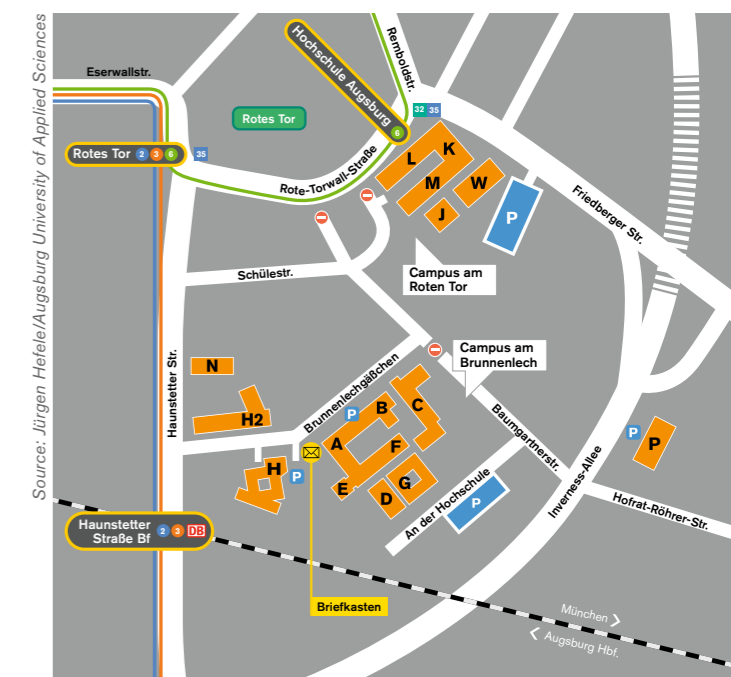 Source: Jürgen Hefele/Augsburg University of Applied Sciences
Eserwallstr.
Remboldstr.
Hochschule Augsburg
6
32 35
Rotes Tor
Rotes Tor 2 3 6
35
Rote-Torwall-Straße
L
K
M
W
J
P
Friedberger Str.
Schülestr.
Campus am
Roten Tor
Haunstetter Str.
N
H2
Brunnenlechgäßchen
Campus am
Brunnenlech
P
B
C
A
F
H
P
E
G
D
P
Baumgartnerstr.
An der Hochschule
Inverness-Allee
P
P
Hofrat-Röhrer-Str.
Haunstetter
Straße Bf
2 3 DB
Briefkasten
München >
< Augsburg Hbf.